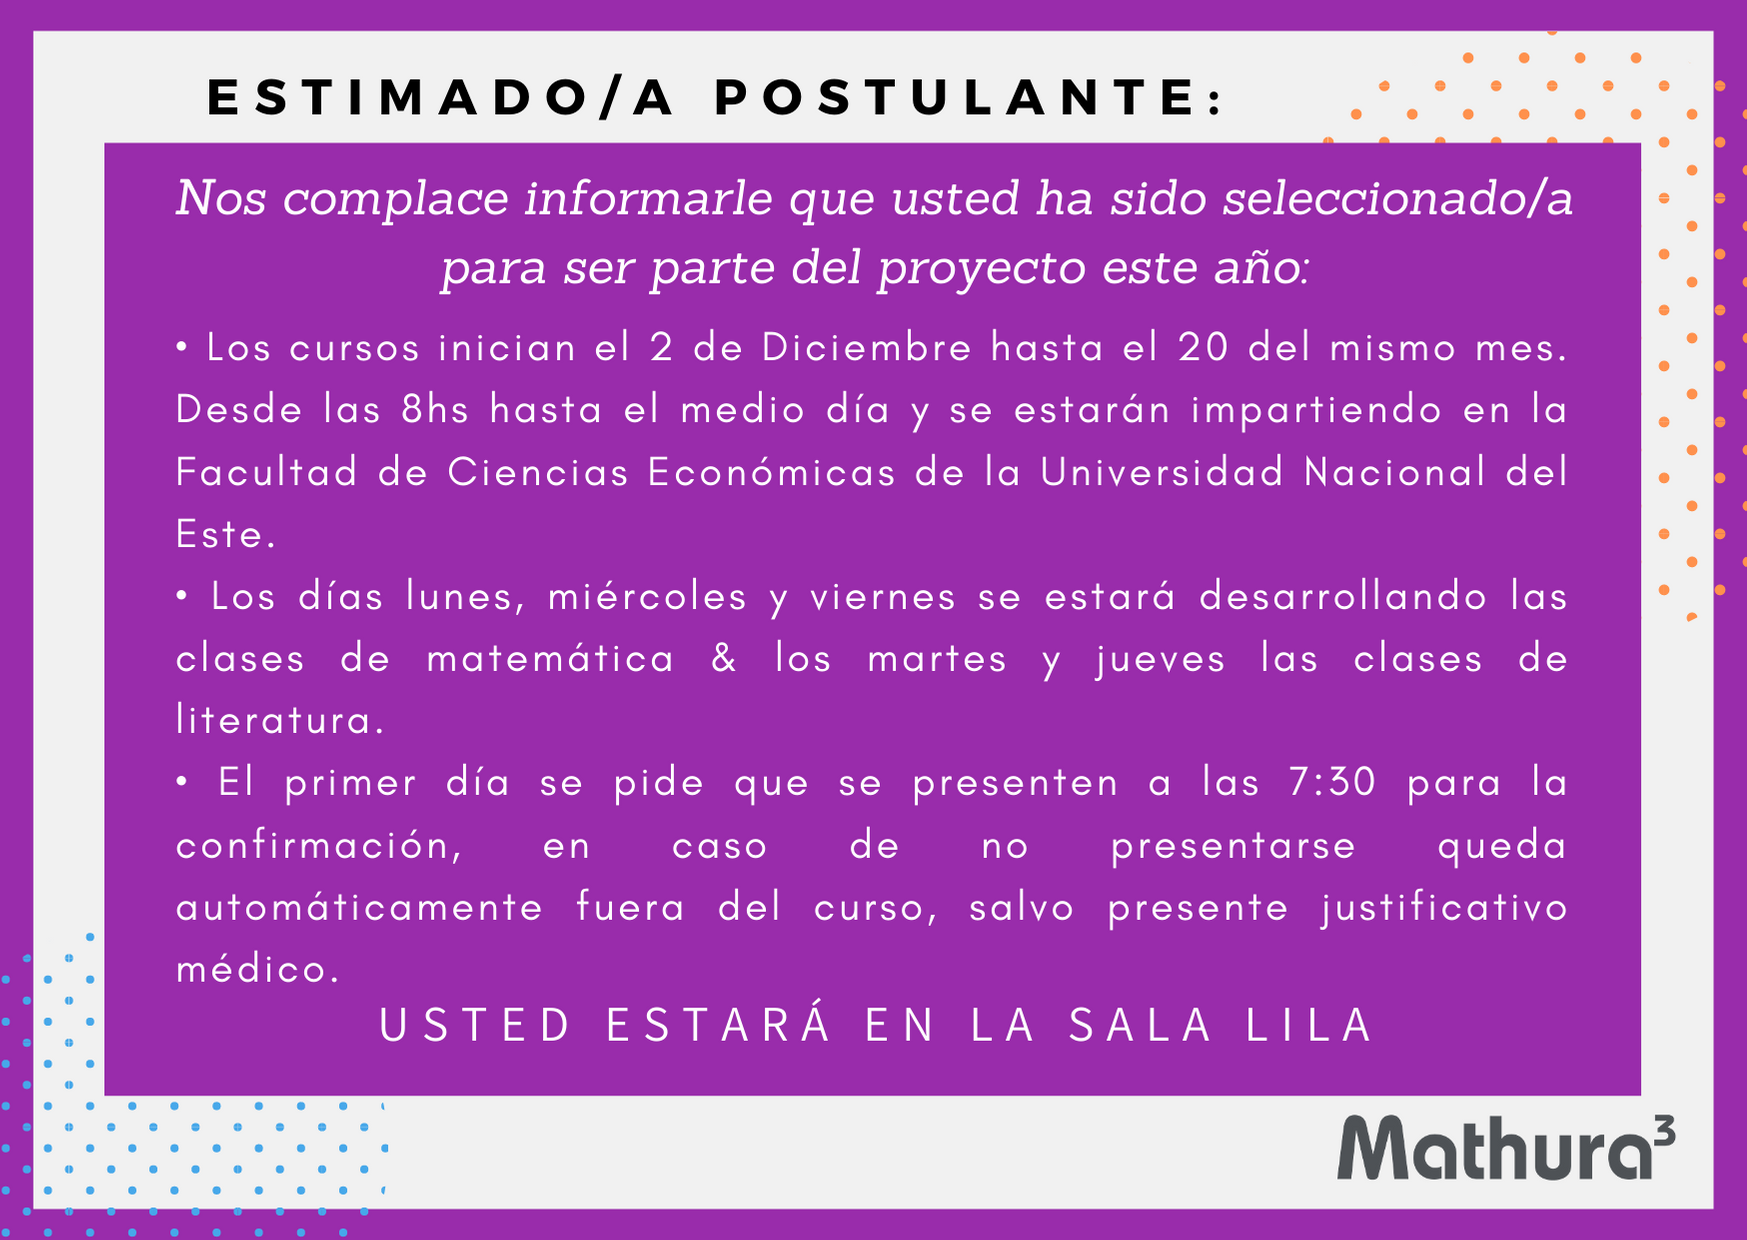 ESTIMADO/A POSTULANTE:
Nos complace informarle que usted ha sido seleccionado/a
para ser parte del proyecto este año:
• Los cursos inician el 2 de Diciembre hasta el 20 del mismo mes.
Desde las 8hs hasta el medio día y se estarán impartiendo en la
Facultad de Ciencias Económicas de la Universidad Nacional del
Este.
• Los días lunes, miércoles y viernes se estará desarrollando las
clases de matemática & los martes y jueves las clases de
literatura.
• El primer día se pide que se presenten a las 7:30 para la
confirmación, en caso de no presentarse queda
automáticamente fuera del curso, salvo presente justificativo
médico.
USTED ESTARÁ EN LA SALA LILA
Mathura³